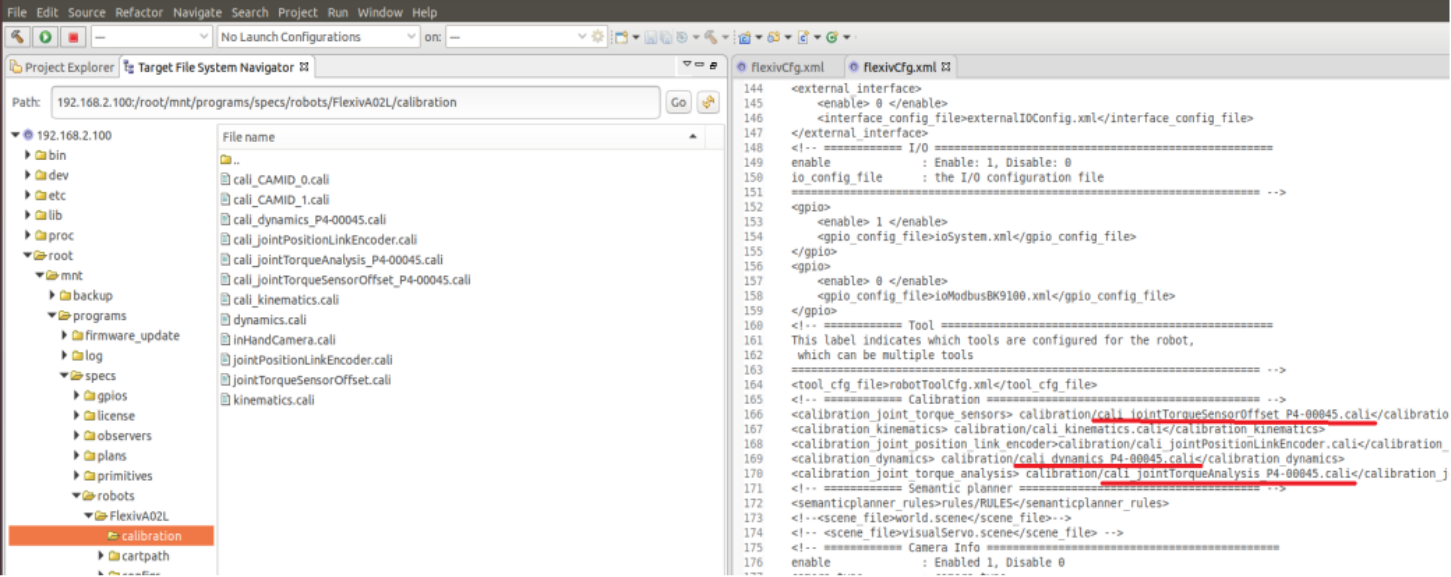 File Edit Source Refactor Navigate Search Project Run Window Help
— No Launch Configurations on: —
Project Explorer Target File System Navigator
Path: 192.168.2.100:/root/mnt/programs/specs/robots/FlexivA02L/calibration Go
192.168.2.100
bin
dev
etc
lib
proc
root
mnt
backup
programs
firmware_update
log
specs
gpios
license
observers
plans
primitives
robots
FlexivA02L
calibration
cartpath
File name
..
cali_CAMID_0.cali
cali_CAMID_1.cali
cali_dynamics_P4-00045.cali
cali_jointPositionLinkEncoder.cali
cali_jointTorqueAnalysis_P4-00045.cali
cali_jointTorqueSensorOffset_P4-00045.cali
cali_kinematics.cali
dynamics.cali
inHandCamera.cali
jointPositionLinkEncoder.cali
jointTorqueSensorOffset.cali
kinematics.cali
flexivCfg.xml flexivCfg.xml
144 <external_interface>
145 <enable> 0 </enable>
146 <interface_config_file>externalIOConfig.xml</interface_config_file>
147 </external_interface>
148 <!-- ============ I/O ====================================================
149 enable : Enable: 1, Disable: 0
150 io_config_file : the I/O configuration file
151 ======================================================================== -->
152 <gpio>
153 <enable> 1 </enable>
154 <gpio_config_file>ioSystem.xml</gpio_config_file>
155 </gpio>
156 <gpio>
157 <enable> 0 </enable>
158 <gpio_config_file>ioModbusBK9100.xml</gpio_config_file>
159 </gpio>
160 <!-- ============ Tool ===================================================
161 This label indicates which tools are configured for the robot,
162 which can be multiple tools
163 ======================================================================== -->
164 <tool_cfg_file>robotToolCfg.xml</tool_cfg_file>
165 <!-- ============ Calibration ========================================== -->
166 <calibration_joint_torque_sensors> calibration/cali_jointTorqueSensorOffset_P4-00045.cali</calibratio
167 <calibration_kinematics> calibration/cali_kinematics.cali</calibration_kinematics>
168 <calibration_joint_position_link_encoder>calibration/cali_jointPositionLinkEncoder.cali</calibration_
169 <calibration_dynamics> calibration/cali_dynamics_P4-00045.cali</calibration_dynamics>
170 <calibration_joint_torque_analysis> calibration/cali_jointTorqueAnalysis_P4-00045.cali</calibration_j
171 <!-- ============ Semantic planner ===================================== -->
172 <semanticplanner_rules>rules/RULES</semanticplanner_rules>
173 <!--<scene_file>world.scene</scene_file>-->
174 <!-- <scene_file>visualServo.scene</scene_file> -->
175 <!-- ============ Camera Info =============================================
176 enable : Enabled 1, Disable 0